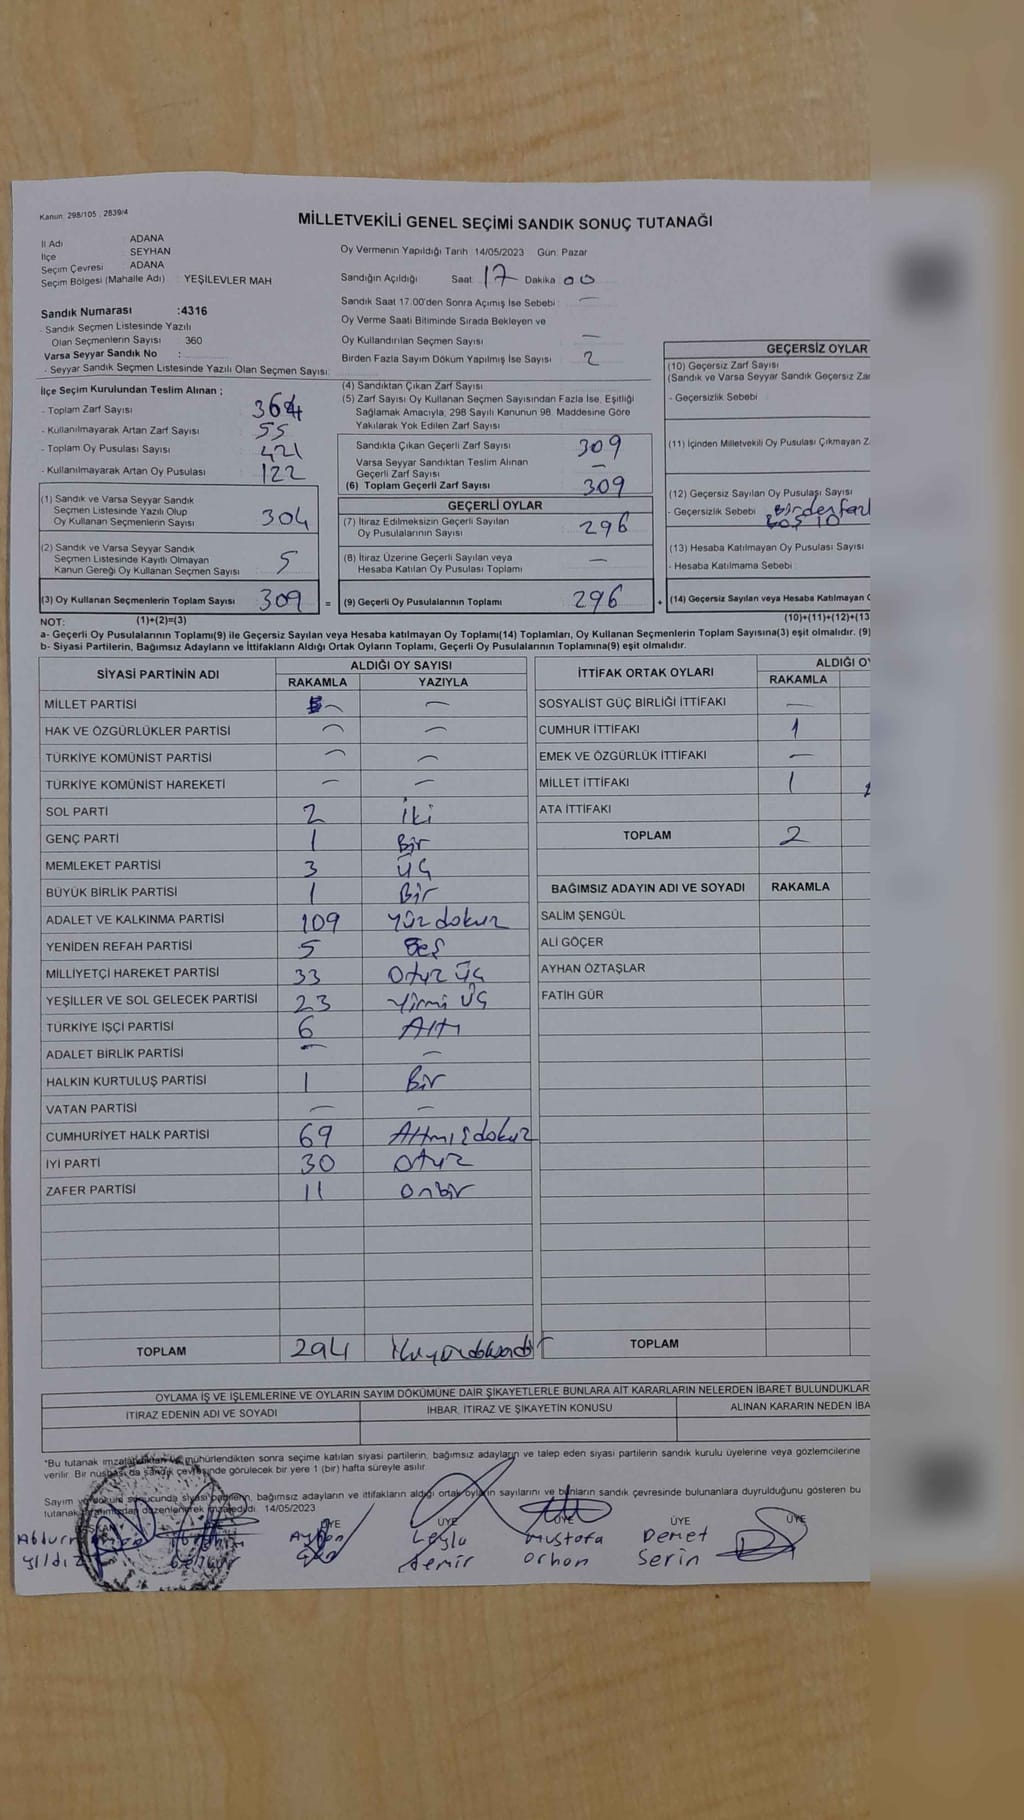 Kanun: 298/105 , 2839/4
MİLLETVEKİLİ GENEL SEÇİMİ SANDIK SONUÇ TUTANAĞI
İl Adı ADANA
İlçe SEYHAN
Seçim Çevresi ADANA
Seçim Bölgesi (Mahalle Adı) : YEŞİLEVLER MAH
Sandık Numarası :4316
- Sandık Seçmen Listesinde Yazılı
Olan Seçmenlerin Sayısı 360
Varsa Seyyar Sandık No :
- Seyyar Sandık Seçmen Listesinde Yazılı Olan Seçmen Sayısı:
Oy Vermenin Yapıldığı Tarih 14/05/2023 Gün: Pazar
Sandığın Açıldığı Saat: 17 Dakika 00
Sandık Saat 17.00'den Sonra Açımış İse Sebebi : —
Oy Verme Saati Bitiminde Sırada Bekleyen ve
Oy Kullandırılan Seçmen Sayısı —
Birden Fazla Sayım Döküm Yapılmış İse Sayısı 2
İlçe Seçim Kurulundan Teslim Alınan ;
- Toplam Zarf Sayısı 364
- Kullanılmayarak Artan Zarf Sayısı 55
- Toplam Oy Pusulası Sayısı 421
- Kullanılmayarak Artan Oy Pusulası 122
(1) Sandık ve Varsa Seyyar Sandık
Seçmen Listesinde Yazılı Olup
Oy Kullanan Seçmenlerin Sayısı 304
(2) Sandık ve Varsa Seyyar Sandık
Seçmen Listesinde Kayıtlı Olmayan
Kanun Gereği Oy Kullanan Seçmen Sayısı 5
(3) Oy Kullanan Seçmenlerin Toplam Sayısı 309 =
(4) Sandıktan Çıkan Zarf Sayısı
(5) Zarf Sayısı Oy Kullanan Seçmen Sayısından Fazla İse, Eşitliği
Sağlamak Amacıyla, 298 Sayılı Kanunun 98. Maddesine Göre
Yakılarak Yok Edilen Zarf Sayısı
Sandıkta Çıkan Geçerli Zarf Sayısı 309
Varsa Seyyar Sandıktan Teslim Alınan
Geçerli Zarf Sayısı —
(6) Toplam Geçerli Zarf Sayısı 309
GEÇERLİ OYLAR
(7) İtiraz Edilmeksizin Geçerli Sayılan
Oy Pusulalarının Sayısı 296
(8) İtiraz Üzerine Geçerli Sayılan veya
Hesaba Katılan Oy Pusulası Toplamı —
(9) Geçerli Oy Pusulalarının Toplamı 296 +
GEÇERSİZ OYLAR
(10) Geçersiz Zarf Sayısı
(Sandık ve Varsa Seyyar Sandık Geçersiz Za
- Geçersizlik Sebebi
(11) İçinden Milletvekili Oy Pusulası Çıkmayan Z
(12) Geçersiz Sayılan Oy Pusulası Sayısı
- Geçersizlik Sebebi : Birden fazl
Boş 10
(13) Hesaba Katılmayan Oy Pusulası Sayısı
- Hesaba Katılmama Sebebi
(14) Geçersiz Sayılan veya Hesaba Katılmayan O
NOT: (1)+(2)=(3) (10)+(11)+(12)+(13
a- Geçerli Oy Pusulalarının Toplamı(9) ile Geçersiz Sayılan veya Hesaba katılmayan Oy Toplamı(14) Toplamları, Oy Kullanan Seçmenlerin Toplam Sayısına(3) eşit olmalıdır. (9)
b- Siyasi Partilerin, Bağımsız Adayların ve İttifakların Aldığı Ortak Oyların Toplamı, Geçerli Oy Pusulalarının Toplamına(9) eşit olmalıdır.
SİYASİ PARTİNİN ADI ALDIĞI OY SAYISI
RAKAMLA YAZIYLA
MİLLET PARTİSİ — —
HAK VE ÖZGÜRLÜKLER PARTİSİ — —
TÜRKİYE KOMÜNİST PARTİSİ — —
TÜRKİYE KOMÜNİST HAREKETİ — —
SOL PARTİ 2 iki
GENÇ PARTİ 1 Bir
MEMLEKET PARTİSİ 3 üç
BÜYÜK BİRLİK PARTİSİ 1 Bir
ADALET VE KALKINMA PARTİSİ 109 Yüz dokuz
YENİDEN REFAH PARTİSİ 5 Beş
MİLLİYETÇİ HAREKET PARTİSİ 33 Otuz üç
YEŞİLLER VE SOL GELECEK PARTİSİ 23 Yirmi üç
TÜRKİYE İŞÇİ PARTİSİ 6 Altı
ADALET BİRLİK PARTİSİ — —
HALKIN KURTULUŞ PARTİSİ 1 Bir
VATAN PARTİSİ — —
CUMHURİYET HALK PARTİSİ 69 Altmış dokuz
İYİ PARTİ 30 Otuz
ZAFER PARTİSİ 11 Onbir
TOPLAM 294
İTTİFAK ORTAK OYLARI ALDIĞI OY
RAKAMLA
SOSYALİST GÜÇ BİRLİĞİ İTTİFAKI —
CUMHUR İTTİFAKI 1
EMEK VE ÖZGÜRLÜK İTTİFAKI —
MİLLET İTTİFAKI 1
ATA İTTİFAKI
TOPLAM 2
BAĞIMSIZ ADAYIN ADI VE SOYADI RAKAMLA
SALİM ŞENGÜL
ALİ GÖÇER
AYHAN ÖZTAŞLAR
FATİH GÜR
TOPLAM
OYLAMA İŞ VE İŞLEMLERİNE VE OYLARIN SAYIM DÖKÜMÜNE DAİR ŞİKAYETLERLE BUNLARA AİT KARARLARIN NELERDEN İBARET BULUNDUKLAR
İTİRAZ EDENİN ADI VE SOYADI İHBAR, İTİRAZ VE ŞİKAYETİN KONUSU ALINAN KARARIN NEDEN İBA
*Bu tutanak imzalandıktan ve mühürlendikten sonra seçime katılan siyasi partilerin, bağımsız adayların ve talep eden siyasi partilerin sandık kurulu üyelerine veya gözlemcilerine
verilir. Bir nüshası da sandık çevresinde görülecek bir yere 1 (bir) hafta süreyle asılır.
Sayım ve döküm sonucunda siyasi partilerin, bağımsız adayların ve ittifakların aldığı ortak oyların sayılarını ve bunların sandık çevresinde bulunanlara duyrulduğunu gösteren bu
tutanak tarafımızdan düzenlenerek imzalandı. 14/05/2023
ÜYE ÜYE ÜYE ÜYE ÜYE
Leyla Mustafa Demet
Demir Orhan Serin